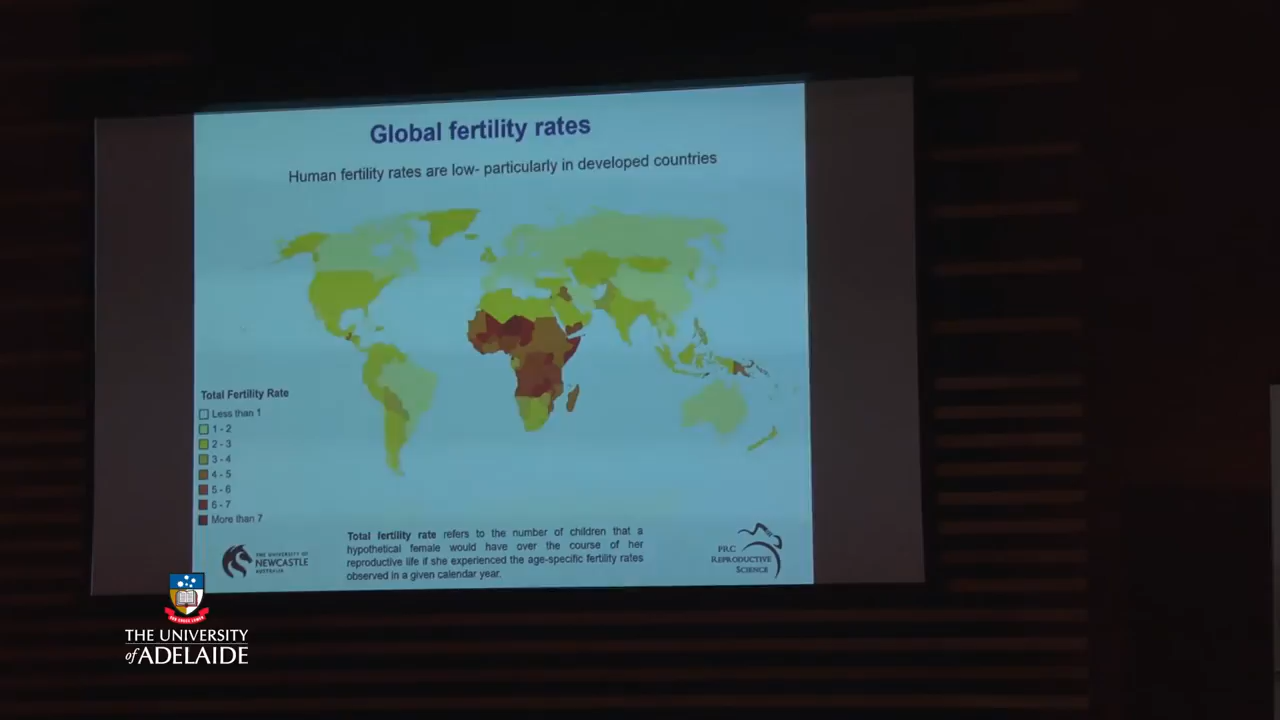 Global fertility rates
Human fertility rates are low- particularly in developed countries
Total Fertility Rate
Less than 1
1 - 2
2 - 3
3 - 4
4 - 5
5 - 6
6 - 7
More than 7
Total fertility rate refers to the number of children that a
hypothetical female would have over the course of her
reproductive life if she experienced the age-specific fertility rates
observed in a given calendar year.
THE UNIVERSITY OF
NEWCASTLE
AUSTRALIA
PRC
REPRODUCTIVE
SCIENCE
THE UNIVERSITY
of ADELAIDE